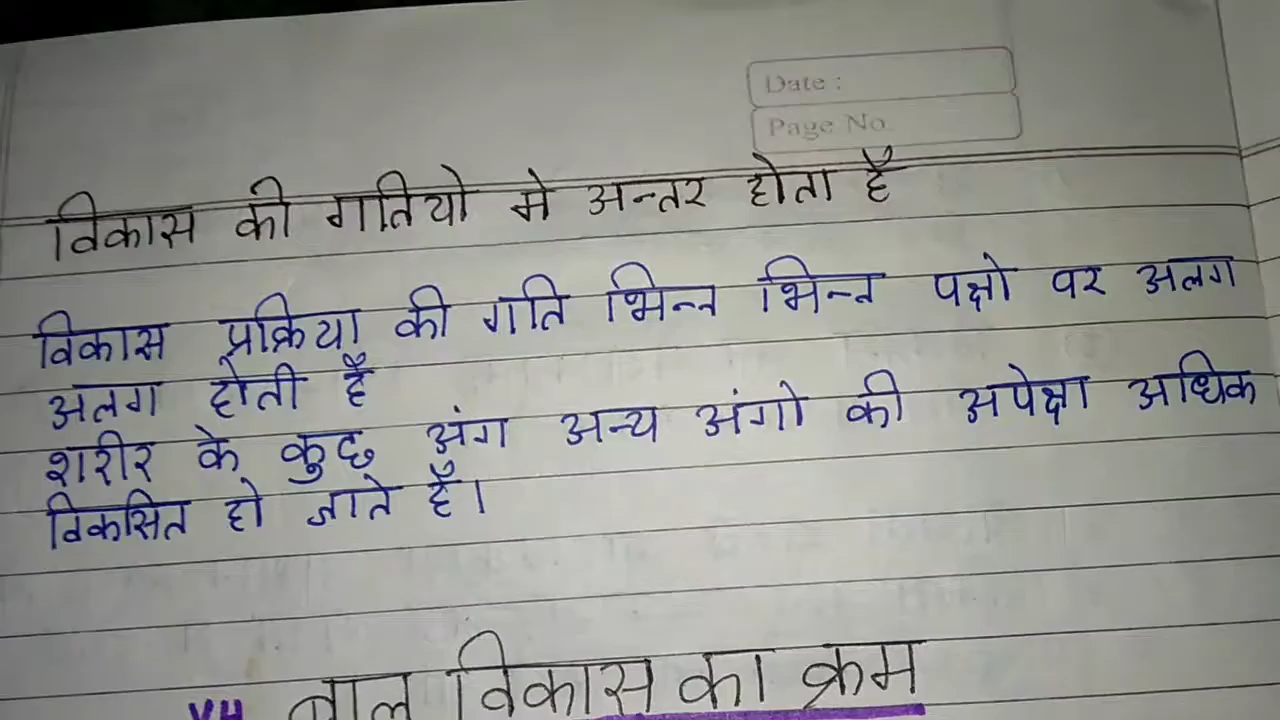 Date :
Page No.
विकास की गतियो मे अन्तर होता है
विकास प्रक्रिया की गति भिन्न भिन्न पक्षो पर अलग
अलग होती है
शरीर के कुछ अंग अन्य अंगो की अपेक्षा अधिक
विकसित हो जाते है।
बाल विकास का क्रम